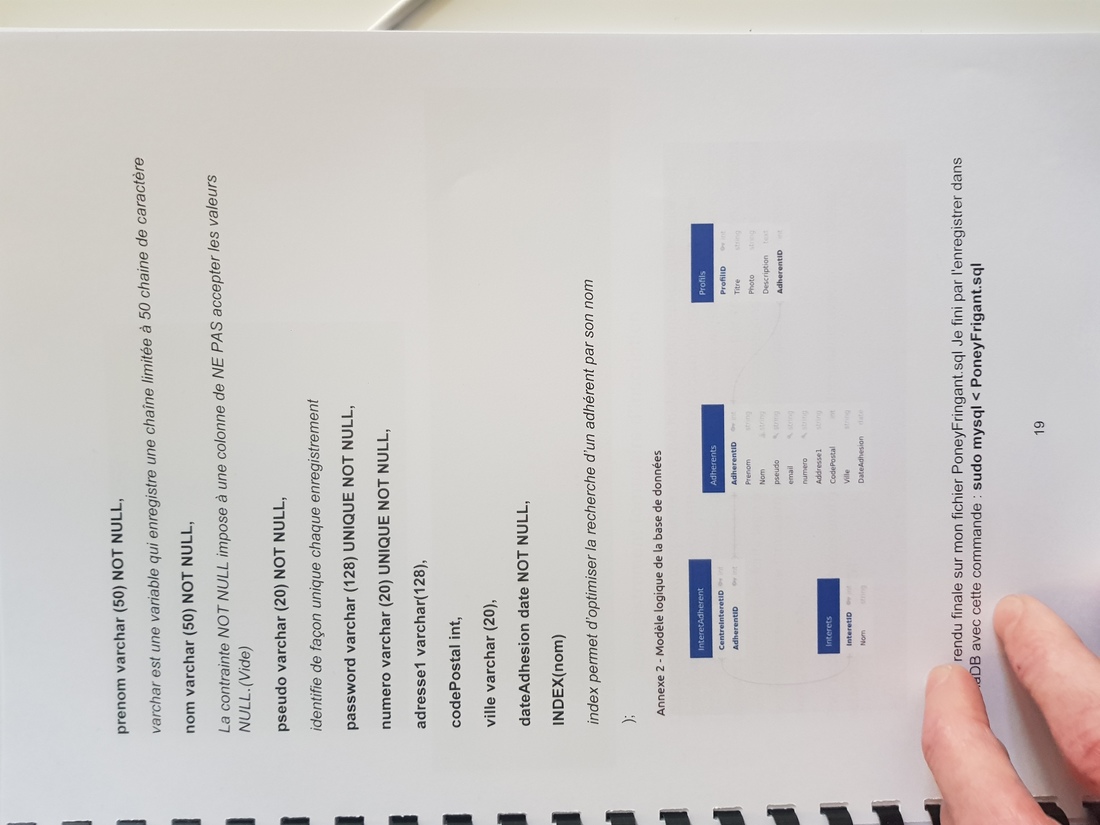 prenom varchar (50) NOT NULL,
varchar est une variable qui enregistre une chaîne limitée à 50 chaine de caractère
nom varchar (50) NOT NULL,
La contrainte NOT NULL impose à une colonne de NE PAS accepter les valeurs
NULL.(Vide)
pseudo varchar (20) NOT NULL,
identifie de façon unique chaque enregistrement
password varchar (128) UNIQUE NOT NULL,
numero varchar (20) UNIQUE NOT NULL,
adresse1 varchar(128),
codePostal int,
ville varchar (20),
dateAdhesion date NOT NULL,
INDEX(nom)
index permet d'optimiser la recherche d'un adhérent par son nom
);
Annexe 2 - Modèle logique de la base de données
InteretAdherent
CentreInteretID int
AdherentID int
Interets
InteretID int
Nom string
Adherents
AdherentID int
Prenom string
Nom string
pseudo string
email string
numero string
Addresse1 string
CodePostal int
Ville string
DateAdhesion date
Profils
ProfilID int
Titre string
Photo string
Description text
AdherentID int
rendu finale sur mon fichier PoneyFringant.sql Je fini par l'enregistrer dans
aDB avec cette commande : sudo mysql < PoneyFrigant.sql
19